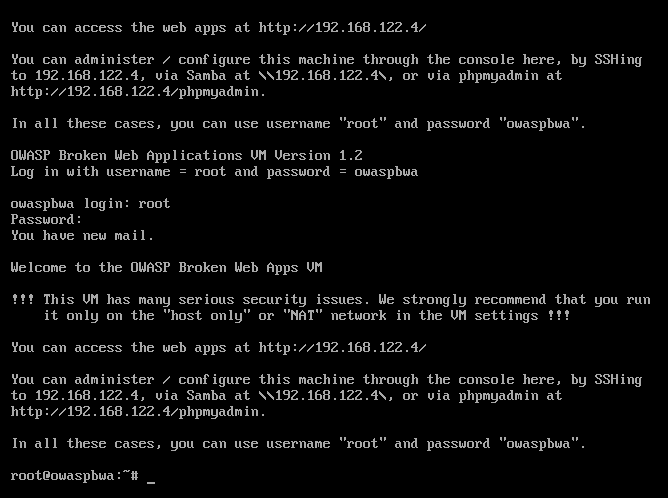 You can access the web apps at http://192.168.122.4/
You can administer / configure this machine through the console here, by SSHing
to 192.168.122.4, via Samba at \\192.168.122.4\, or via phpmyadmin at
http://192.168.122.4/phpmyadmin.
In all these cases, you can use username "root" and password "owaspbwa".
OWASP Broken Web Applications VM Version 1.2
Log in with username = root and password = owaspbwa
owaspbwa login: root
Password:
You have new mail.
Welcome to the OWASP Broken Web Apps VM
!!! This VM has many serious security issues. We strongly recommend that you run
it only on the "host only" or "NAT" network in the VM settings !!!
You can access the web apps at http://192.168.122.4/
You can administer / configure this machine through the console here, by SSHing
to 192.168.122.4, via Samba at \\192.168.122.4\, or via phpmyadmin at
http://192.168.122.4/phpmyadmin.
In all these cases, you can use username "root" and password "owaspbwa".
root@owaspbwa:~# _